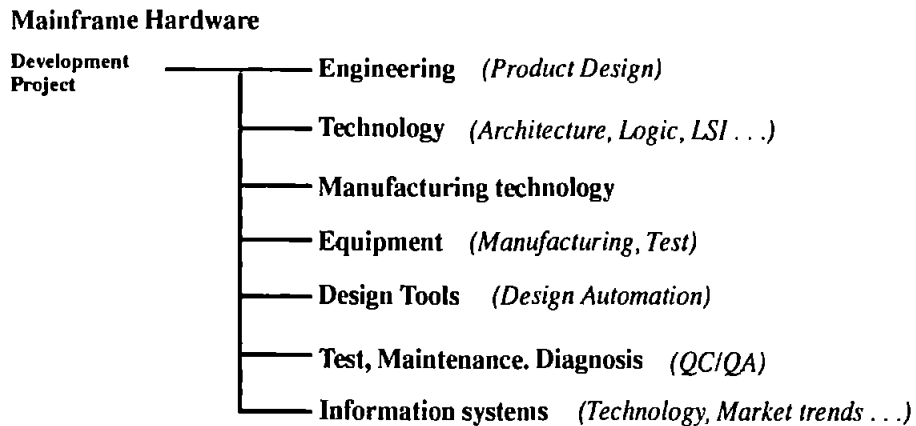 Mainframe Hardware
Development
Project
Engineering (Product Design)
Technology (Architecture, Logic, LSI . . .)
Manufacturing technology
Equipment (Manufacturing, Test)
Design Tools (Design Automation)
Test, Maintenance. Diagnosis (QC/QA)
Information systems (Technology, Market trends . . .)